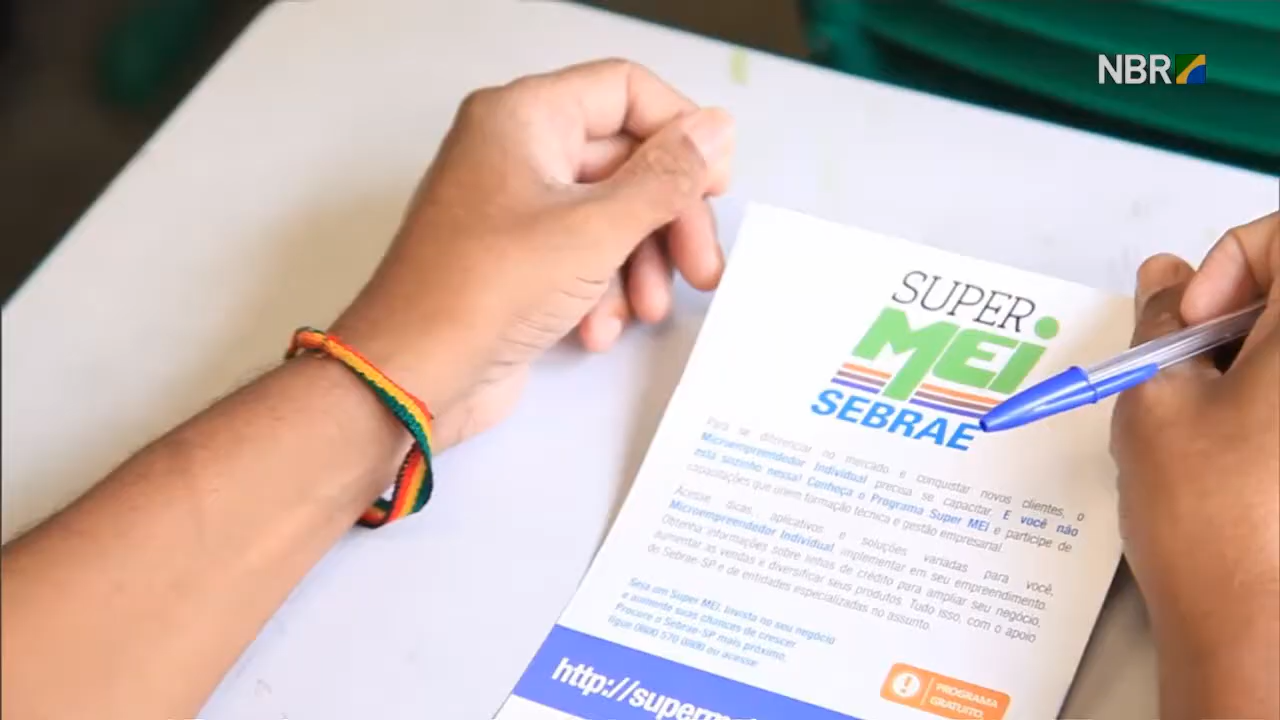 NBR
SUPER
MEI
SEBRAE
Para se diferenciar no mercado e conquistar novos clientes, o
Microempreendedor Individual precisa se capacitar. E você não
está sozinho nessa! Conheça o Programa Super MEI e participe de
capacitações que unem formação técnica e gestão empresarial.
Acesse dicas, aplicativos e soluções variadas para você,
Microempreendedor Individual, implementar em seu empreendimento.
Obtenha informações sobre linhas de crédito para ampliar seu negócio,
aumentar as vendas e diversificar seus produtos. Tudo isso, com o apoio
do Sebrae-SP e de entidades especializadas no assunto.
Seja um Super MEI. Invista no seu negócio
e aumente suas chances de crescer.
Procure o Sebrae-SP mais próximo,
ligue 0800 570 0800 ou acesse
http://superme
PROGRAMA
GRATUITO.